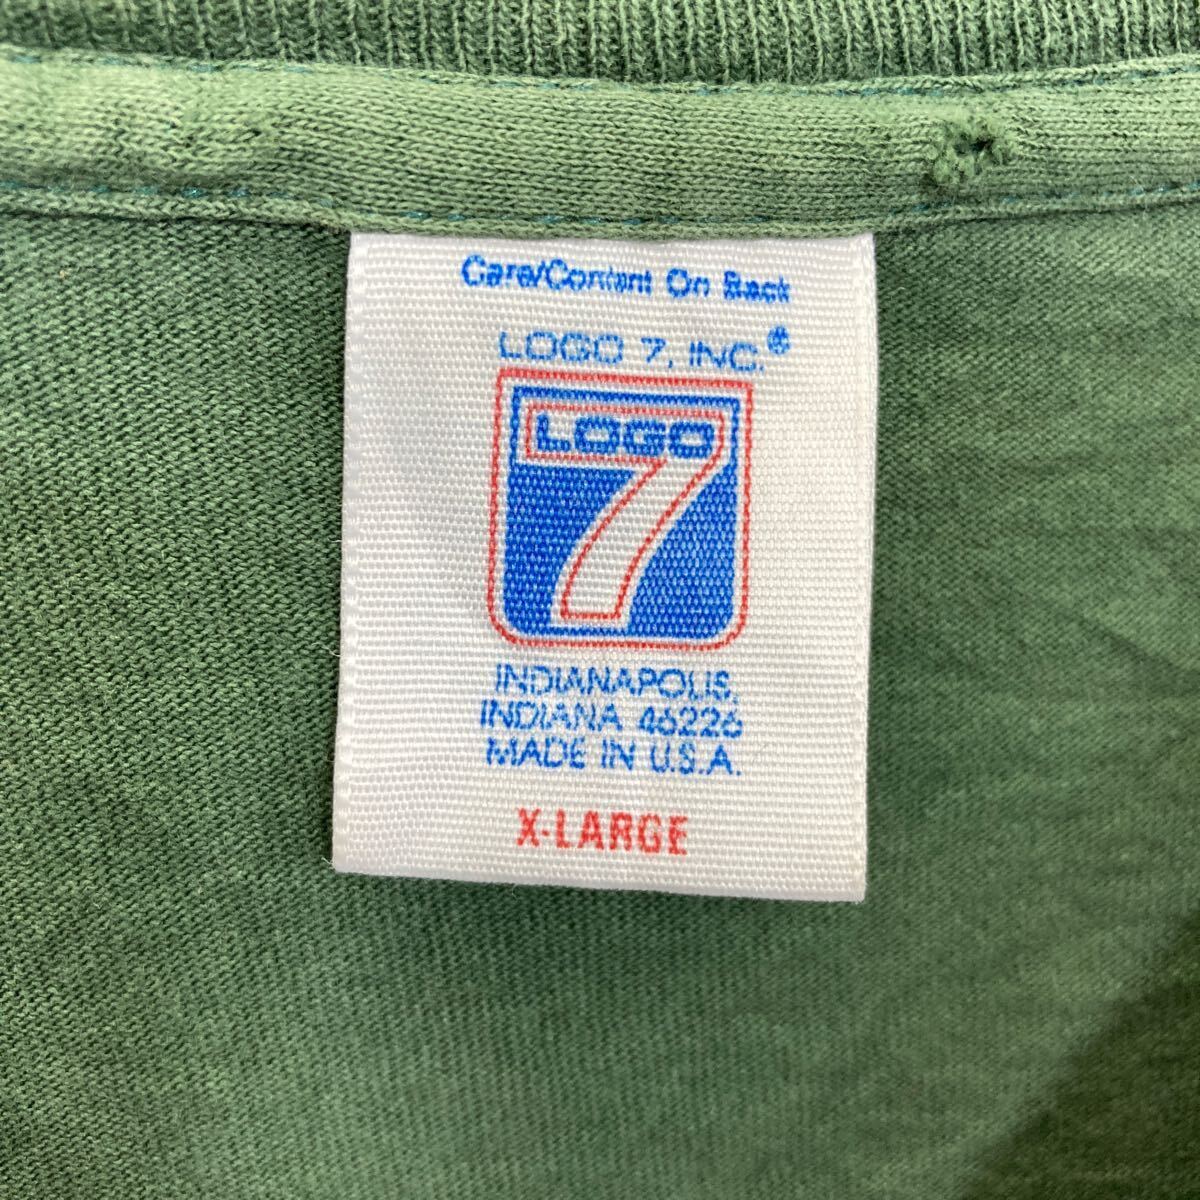 Care/Content On Back
LOGO 7, INC.®
LOGO
7
INDIANAPOLIS,
INDIANA 46226
MADE IN U.S.A.
X-LARGE